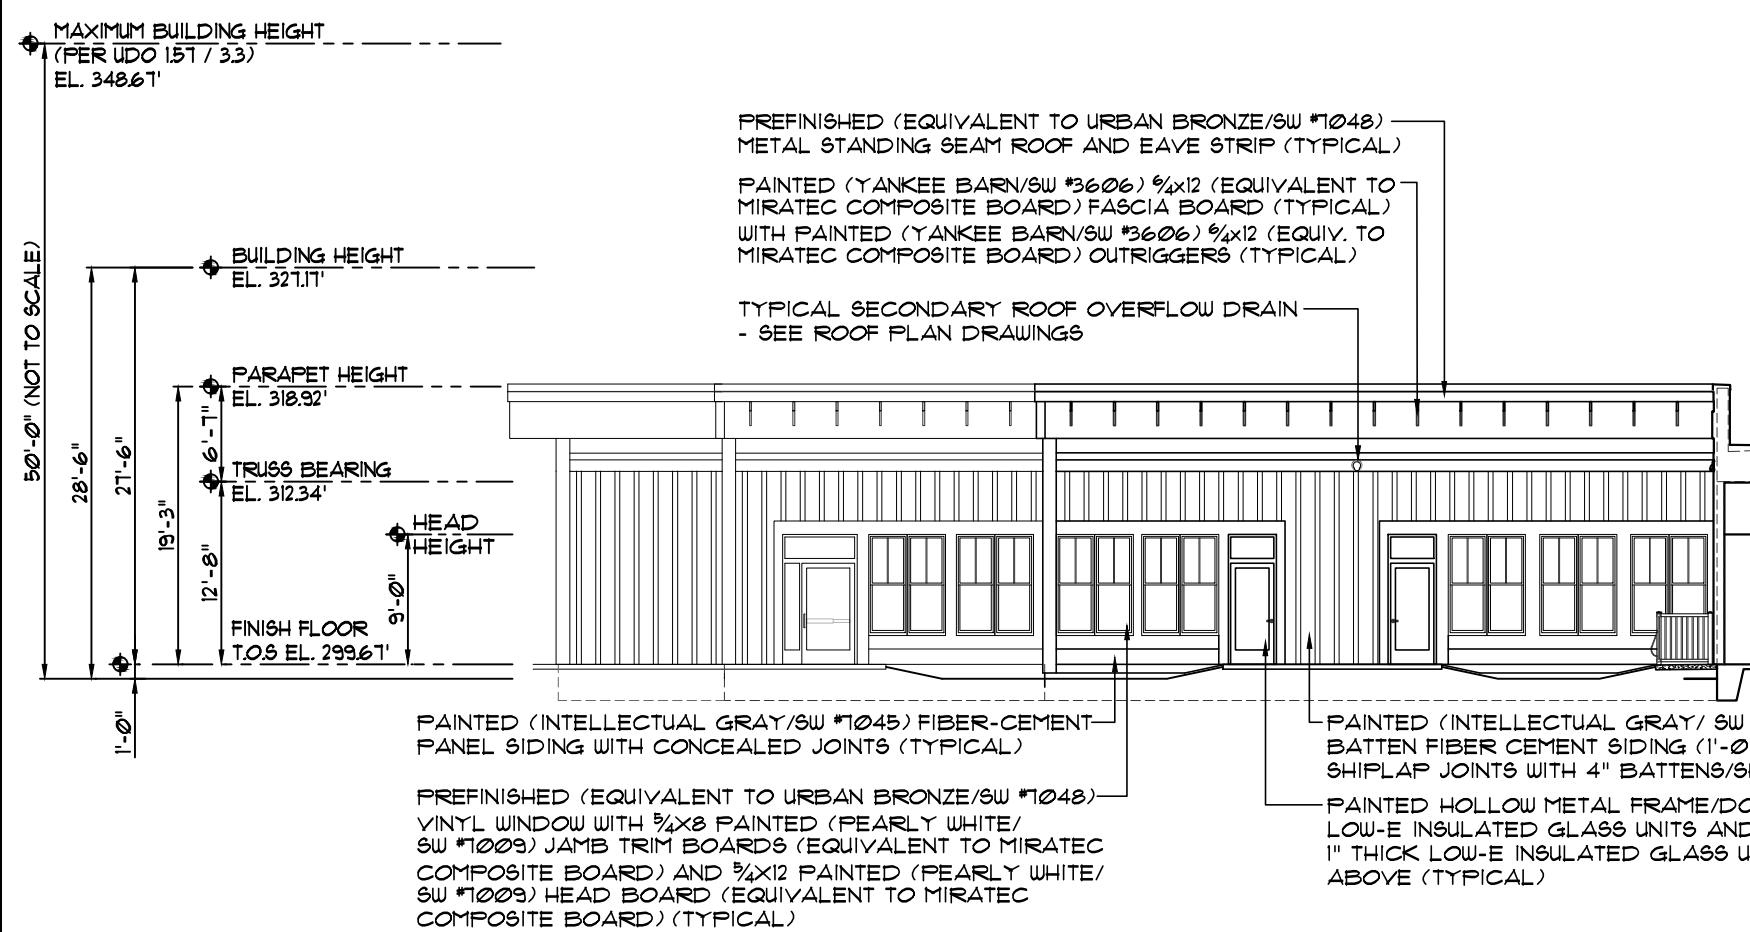 MAXIMUM BUILDING HEIGHT
(PER UDO 1.5.7 / 3.3)
EL. 348.67'
50'-0" (NOT TO SCALE)
BUILDING HEIGHT
EL. 327.17'
28'-6"
27'-6"
PARAPET HEIGHT
EL. 318.92'
6'-7"
19'-3"
TRUSS BEARING
EL. 312.34'
12'-8"
HEAD
HEIGHT
9'-0"
FINISH FLOOR
T.O.S EL. 299.67'
1'-0"
PREFINISHED (EQUIVALENT TO URBAN BRONZE/SW #7048)
METAL STANDING SEAM ROOF AND EAVE STRIP (TYPICAL)
PAINTED (YANKEE BARN/SW #3606) 6/4x12 (EQUIVALENT TO
MIRATEC COMPOSITE BOARD) FASCIA BOARD (TYPICAL)
WITH PAINTED (YANKEE BARN/SW #3606) 6/4x12 (EQUIV. TO
MIRATEC COMPOSITE BOARD) OUTRIGGERS (TYPICAL)
TYPICAL SECONDARY ROOF OVERFLOW DRAIN
- SEE ROOF PLAN DRAWINGS
PAINTED (INTELLECTUAL GRAY/SW #7045) FIBER-CEMENT
PANEL SIDING WITH CONCEALED JOINTS (TYPICAL)
PREFINISHED (EQUIVALENT TO URBAN BRONZE/SW #7048)
VINYL WINDOW WITH 5/4X8 PAINTED (PEARLY WHITE/
SW #7009) JAMB TRIM BOARDS (EQUIVALENT TO MIRATEC
COMPOSITE BOARD) AND 5/4X12 PAINTED (PEARLY WHITE/
SW #7009) HEAD BOARD (EQUIVALENT TO MIRATEC
COMPOSITE BOARD) (TYPICAL)
PAINTED (INTELLECTUAL GRAY/ SW
BATTEN FIBER CEMENT SIDING (1'-0
SHIPLAP JOINTS WITH 4" BATTENS/
PAINTED HOLLOW METAL FRAME/
LOW-E INSULATED GLASS UNITS AND
1" THICK LOW-E INSULATED GLASS
ABOVE (TYPICAL)